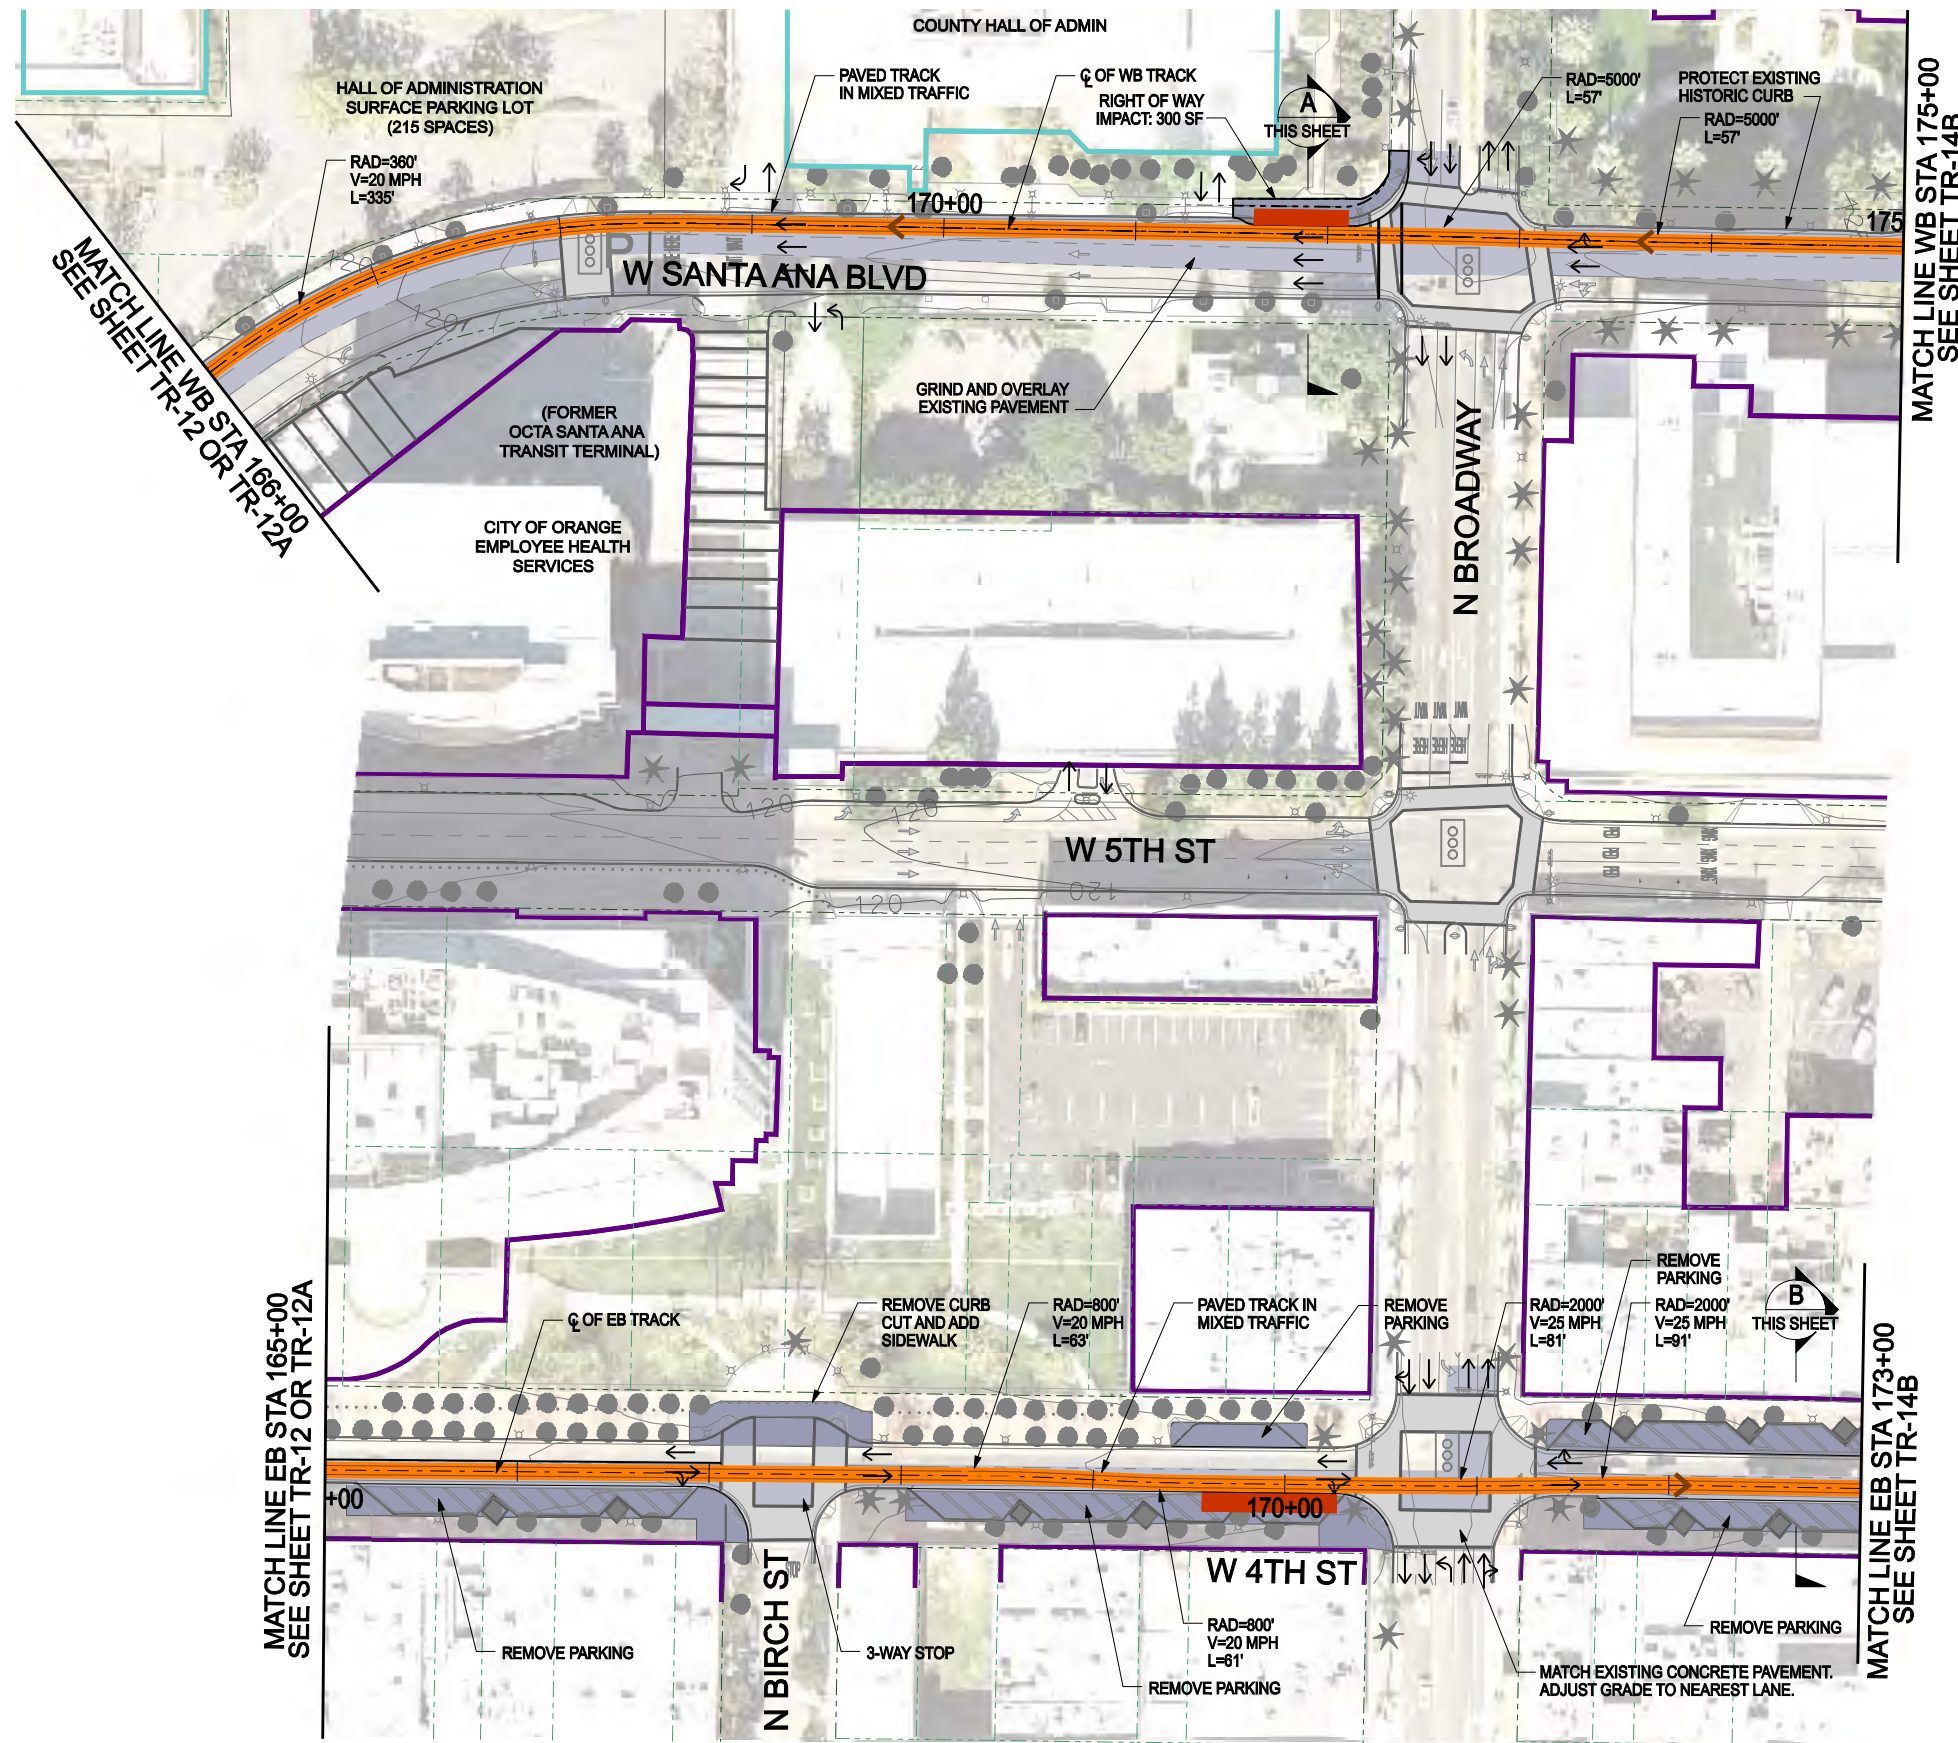 COUNTY HALL OF ADMIN
HALL OF ADMINISTRATION
SURFACE PARKING LOT
(215 SPACES)
PAVED TRACK
IN MIXED TRAFFIC
℄ OF WB TRACK
RIGHT OF WAY
IMPACT: 300 SF
A
THIS SHEET
RAD=5000'
L=57'
PROTECT EXISTING
HISTORIC CURB
RAD=5000'
L=57'
MATCH LINE WB STA 175+00
SEE SHEET TR-14B
RAD=360'
V=20 MPH
L=335'
170+00
175
W SANTA ANA BLVD
MATCH LINE WB STA 166+00
SEE SHEET TR-12 OR TR-12A
120
(FORMER
OCTA SANTA ANA
TRANSIT TERMINAL)
GRIND AND OVERLAY
EXISTING PAVEMENT
CITY OF ORANGE
EMPLOYEE HEALTH
SERVICES
N BROADWAY
120
120
W 5TH ST
120
120
REMOVE
PARKING
B
THIS SHEET
℄ OF EB TRACK
REMOVE CURB
CUT AND ADD
SIDEWALK
RAD=800'
V=20 MPH
L=63'
PAVED TRACK IN
MIXED TRAFFIC
REMOVE
PARKING
RAD=2000'
V=25 MPH
L=81'
RAD=2000'
V=25 MPH
L=91'
MATCH LINE EB STA 165+00
SEE SHEET TR-12 OR TR-12A
MATCH LINE EB STA 173+00
SEE SHEET TR-14B
+00
170+00
W 4TH ST
N BIRCH ST
STOP
REMOVE PARKING
3-WAY STOP
RAD=800'
V=20 MPH
L=61'
REMOVE PARKING
REMOVE PARKING
MATCH EXISTING CONCRETE PAVEMENT.
ADJUST GRADE TO NEAREST LANE.